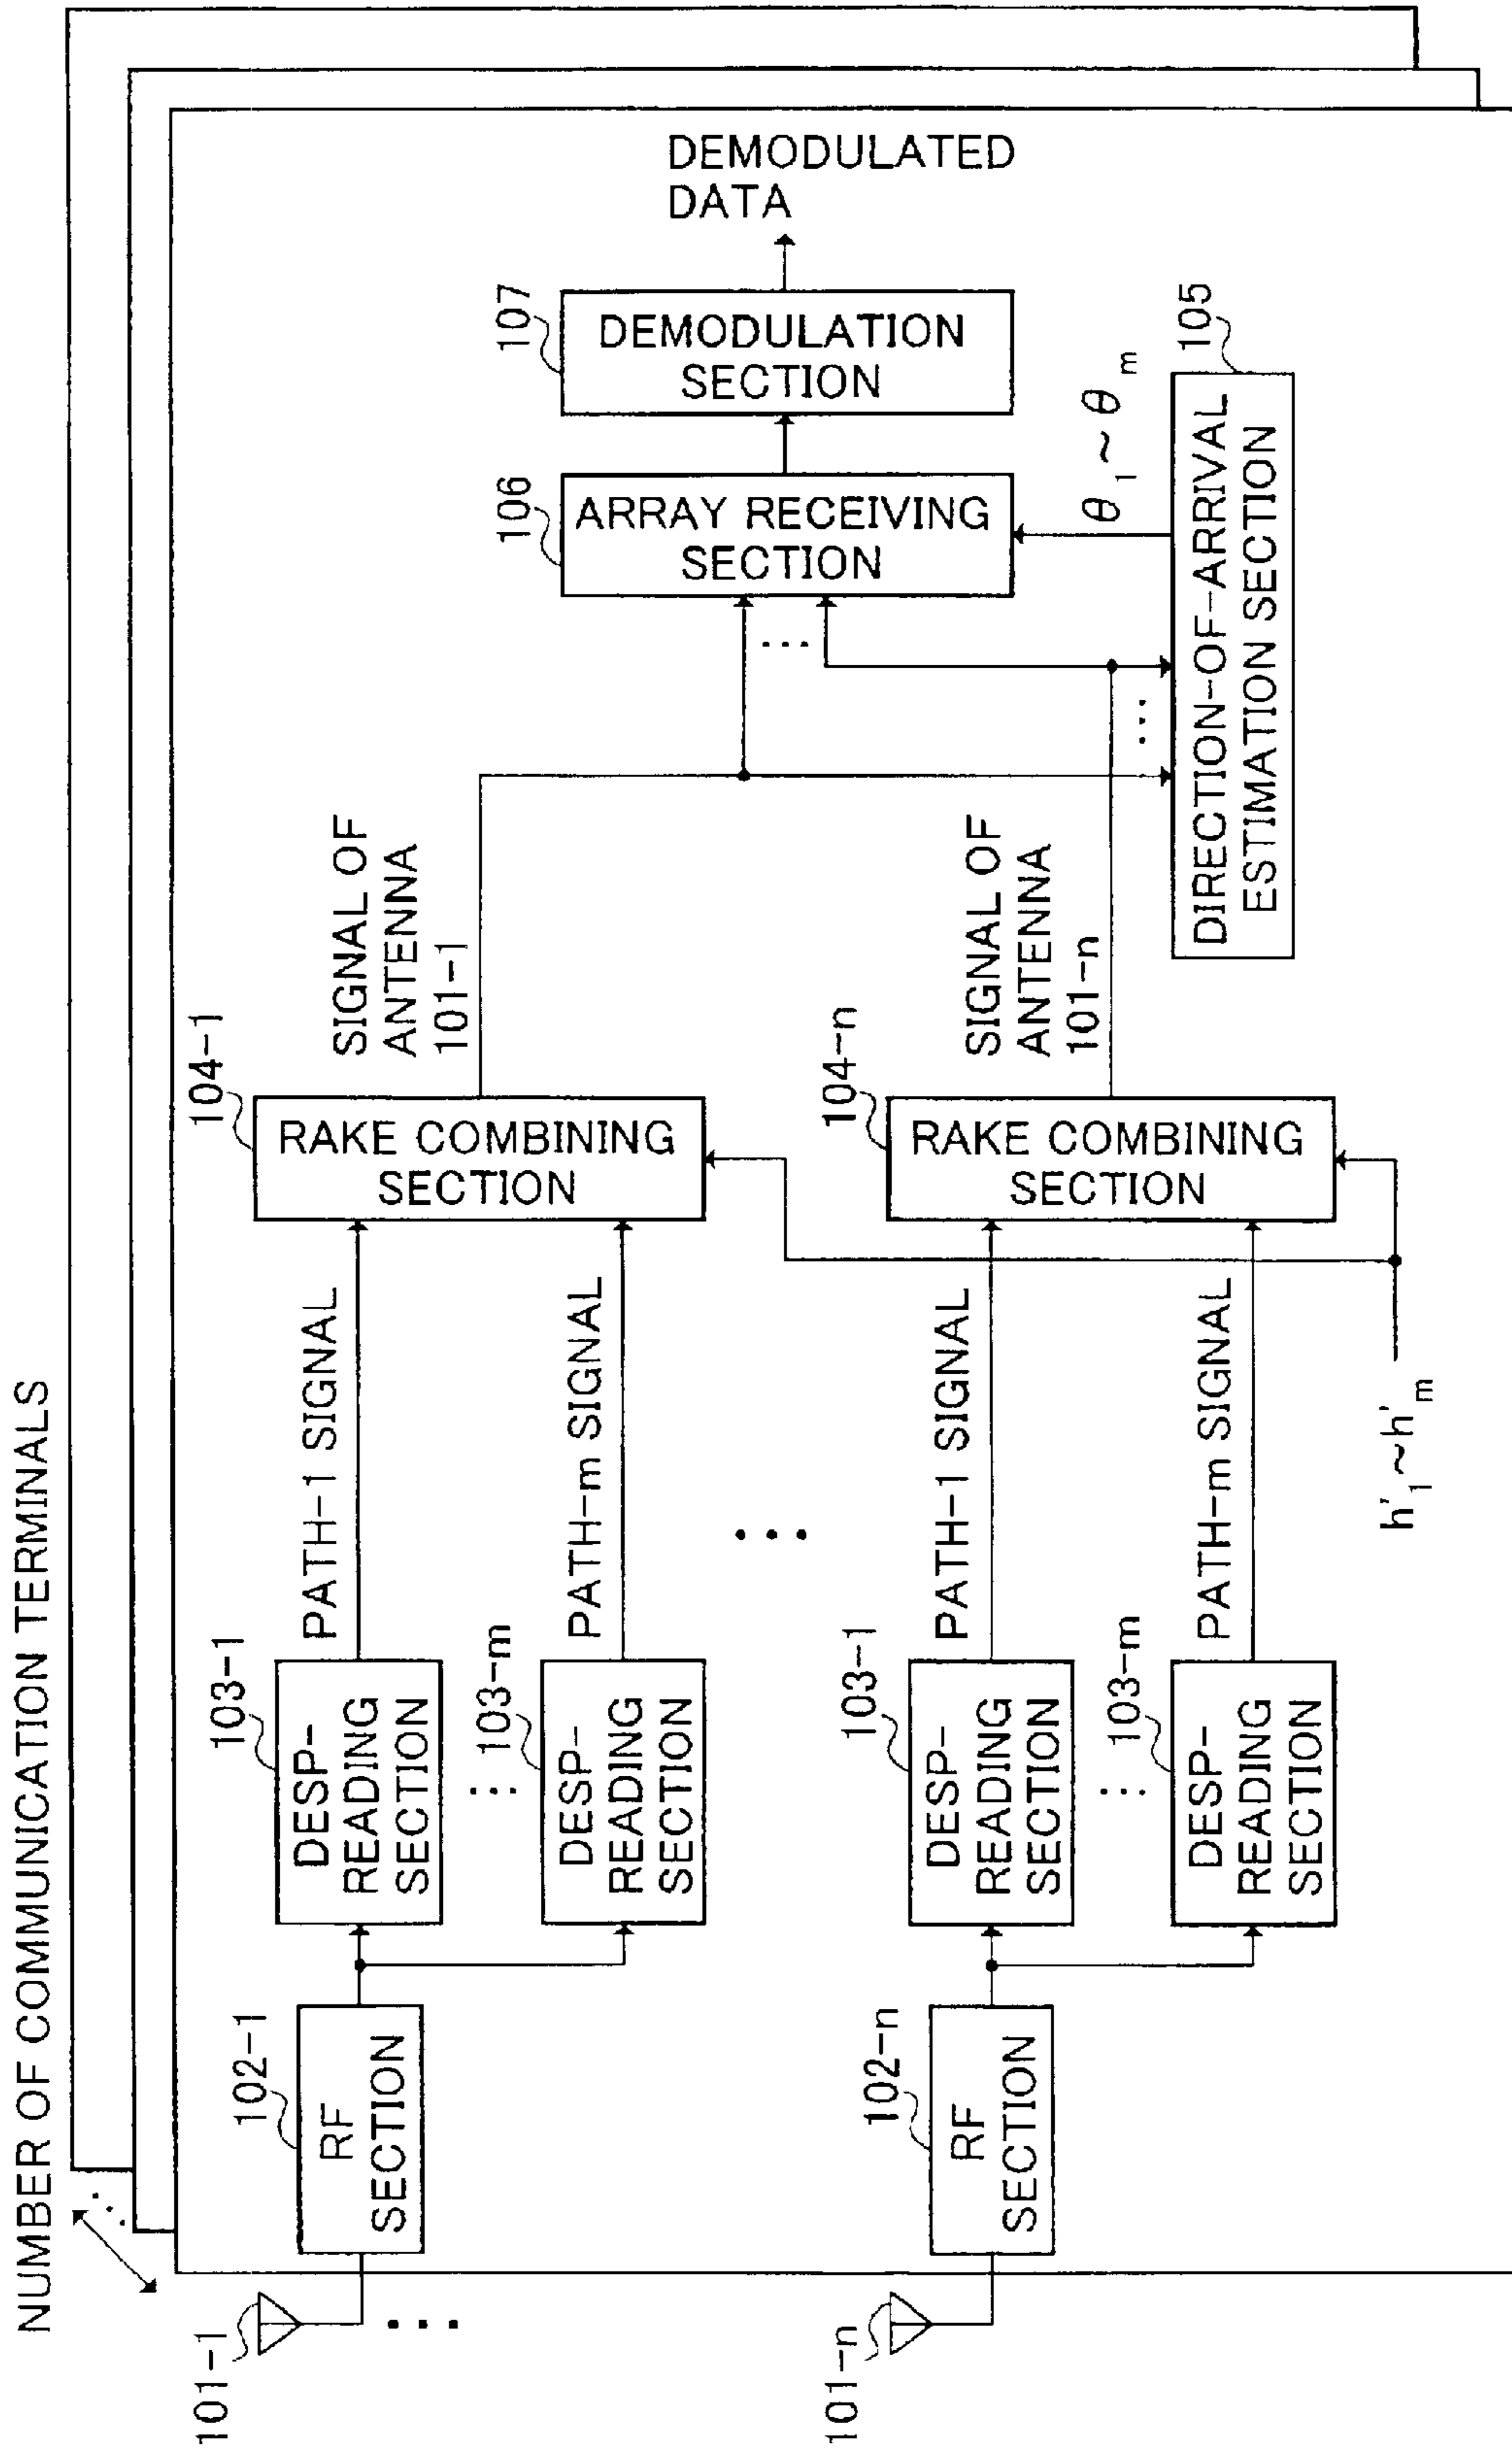 NUMBER OF COMMUNICATION TERMINALS
101-1
102-1
RF
SECTION
103-1
DESP-
READING
SECTION
PATH-1 SIGNAL
103-m
DESP-
READING
SECTION
PATH-m SIGNAL
104-1
RAKE COMBINING
SECTION
SIGNAL OF
ANTENNA
101-1
101-n
102-n
RF
SECTION
103-1
DESP-
READING
SECTION
PATH-1 SIGNAL
103-m
DESP-
READING
SECTION
PATH-m SIGNAL
104-n
RAKE COMBINING
SECTION
h'1~h'm
SIGNAL OF
ANTENNA
101-n
106
ARRAY RECEIVING
SECTION
107
DEMODULATION
SECTION
DEMODULATED
DATA
θ1~θm
105
DIRECTION-OF-ARRIVAL
ESTIMATION SECTION